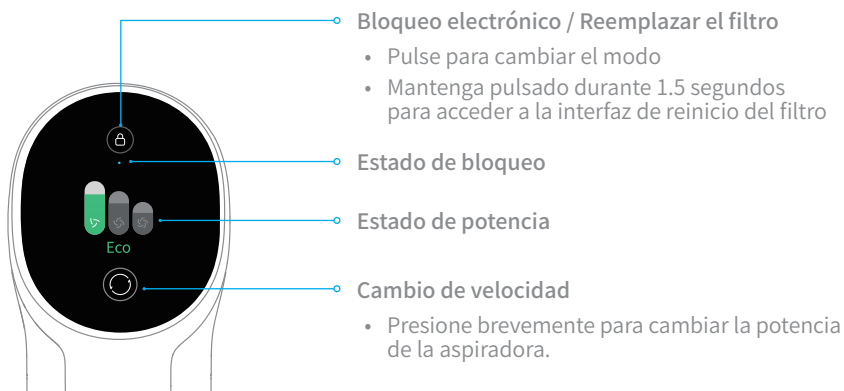 Bloqueo electrónico / Reemplazar el filtro
• Pulse para cambiar el modo
• Mantenga pulsado durante 1.5 segundos
para acceder a la interfaz de reinicio del filtro
Estado de bloqueo
Estado de potencia
Eco
Cambio de velocidad
• Presione brevemente para cambiar la potencia
de la aspiradora.